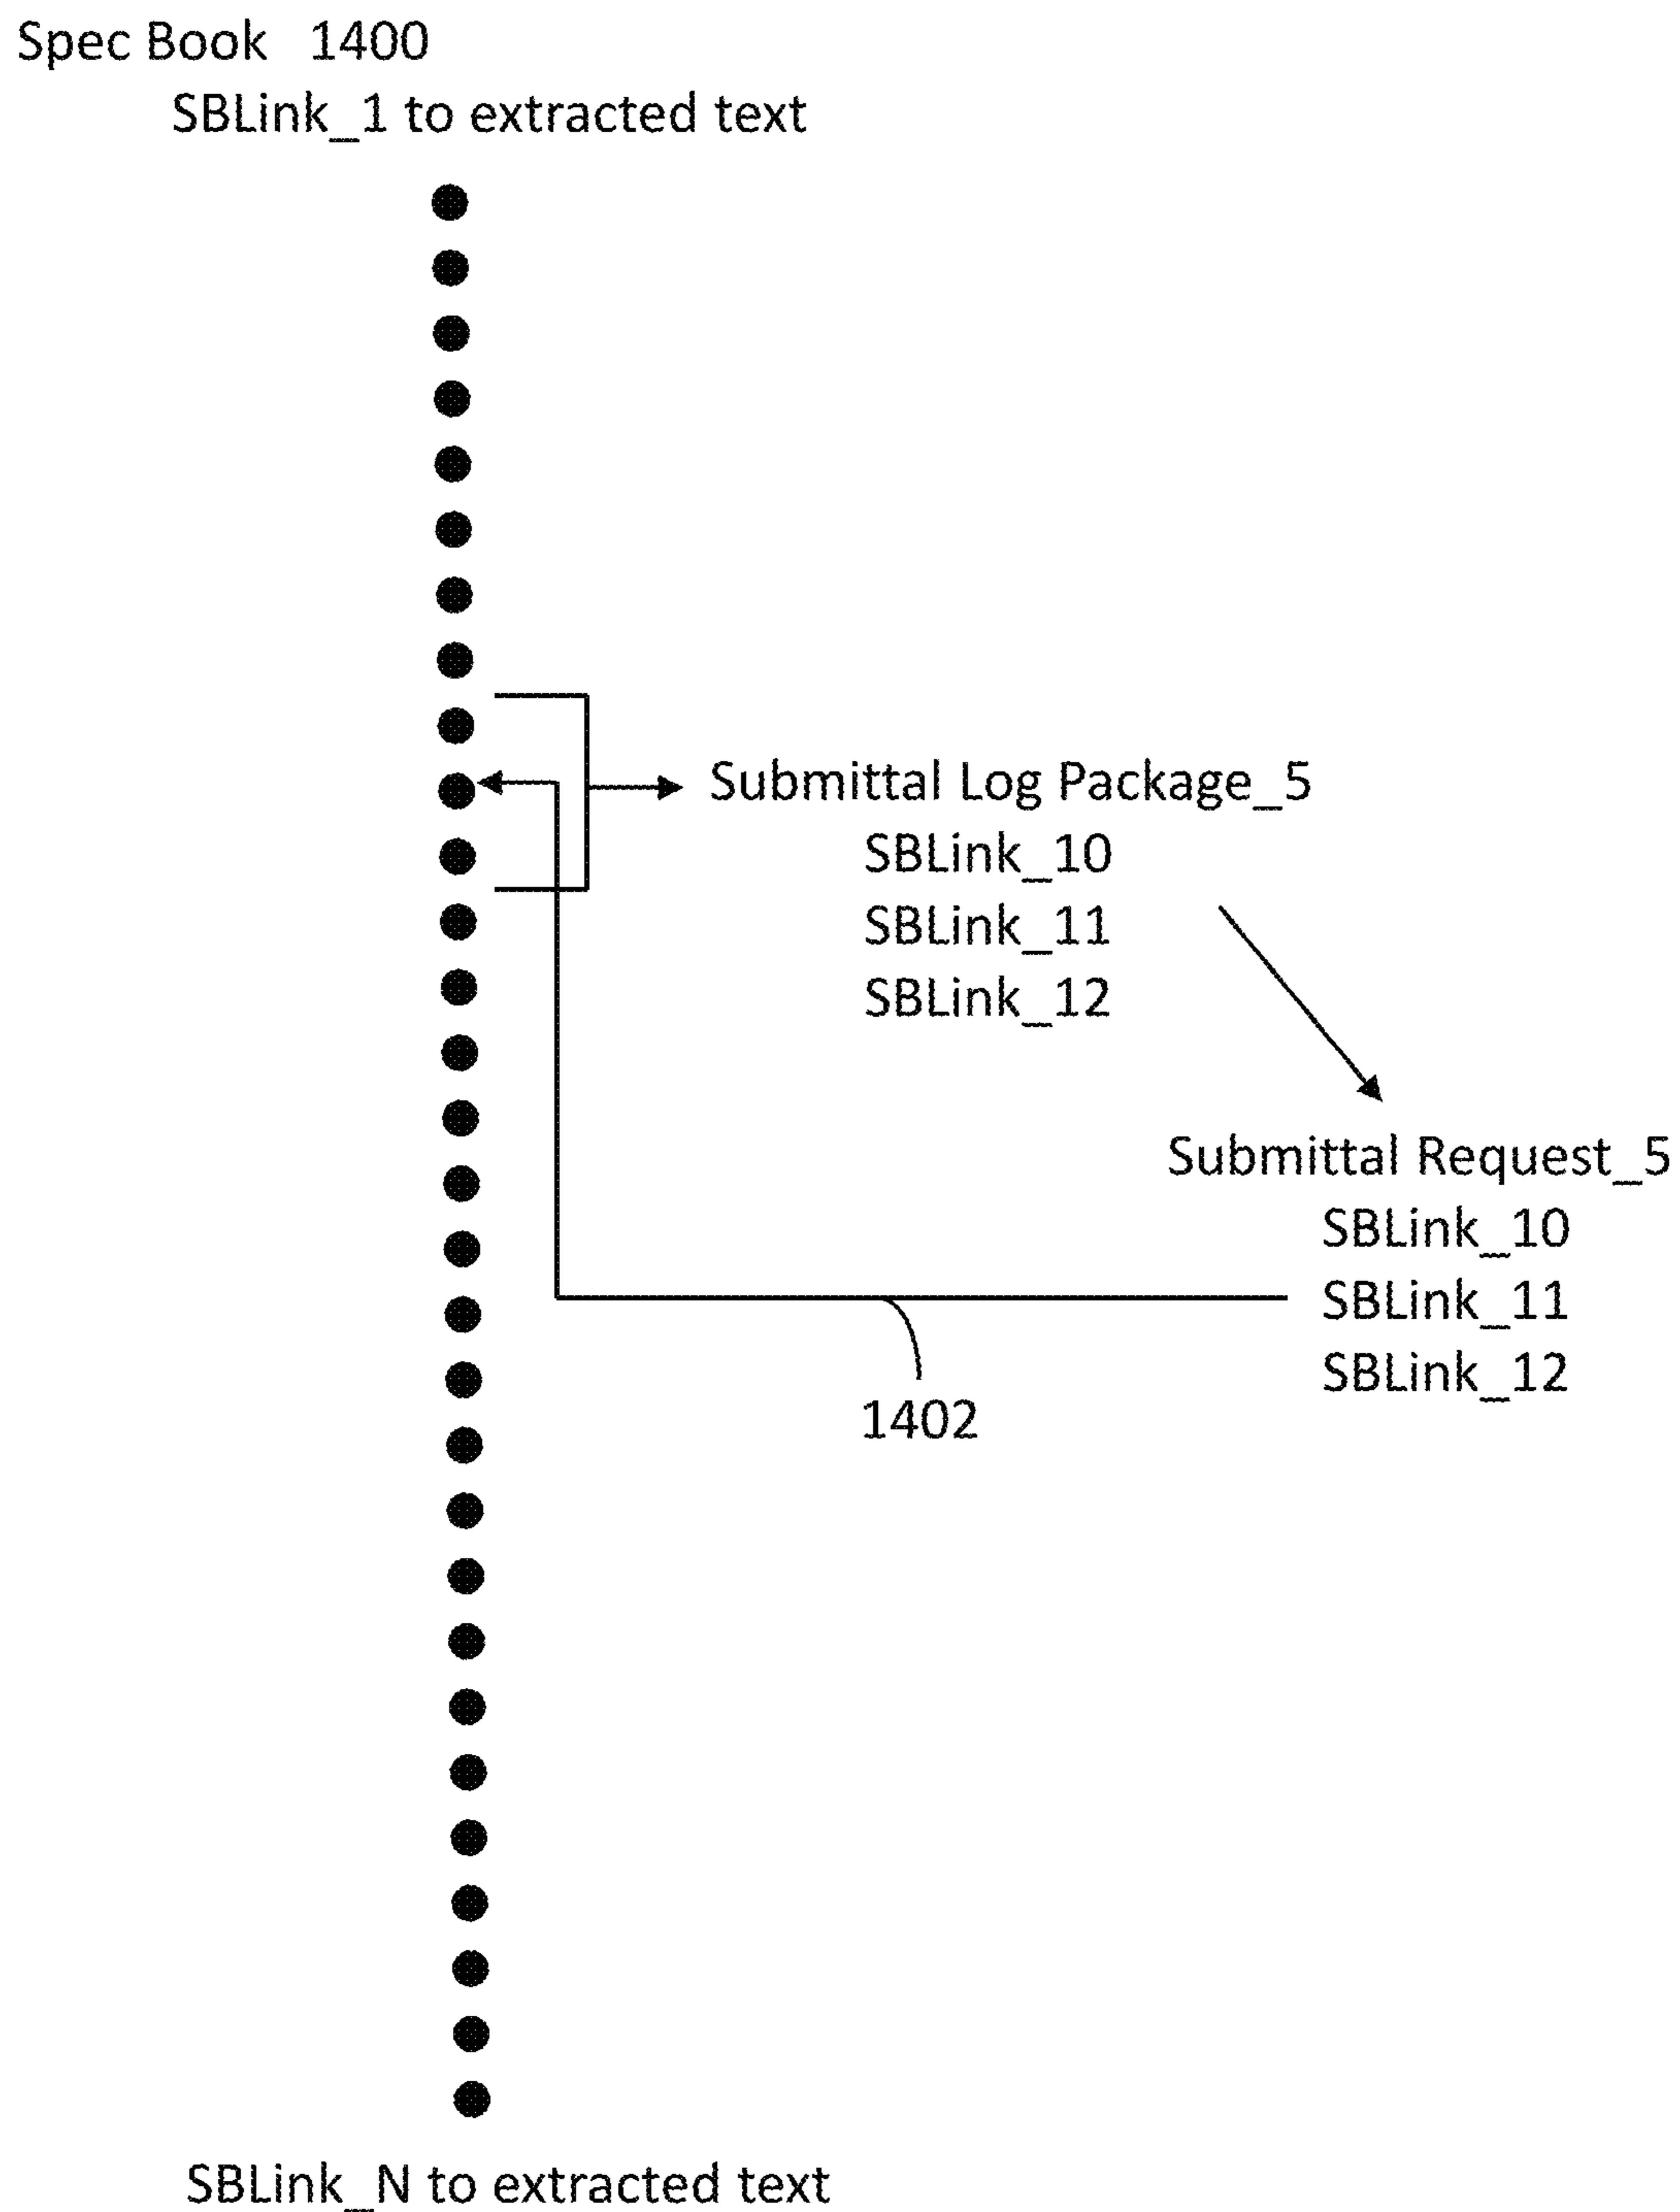 Spec Book 1400
SBLink_1 to extracted text
Submittal Log Package_5
SBLink_10
SBLink_11
SBLink_12
Submittal Request_5
SBLink_10
SBLink_11
SBLink_12
1402
SBLink_N to extracted text